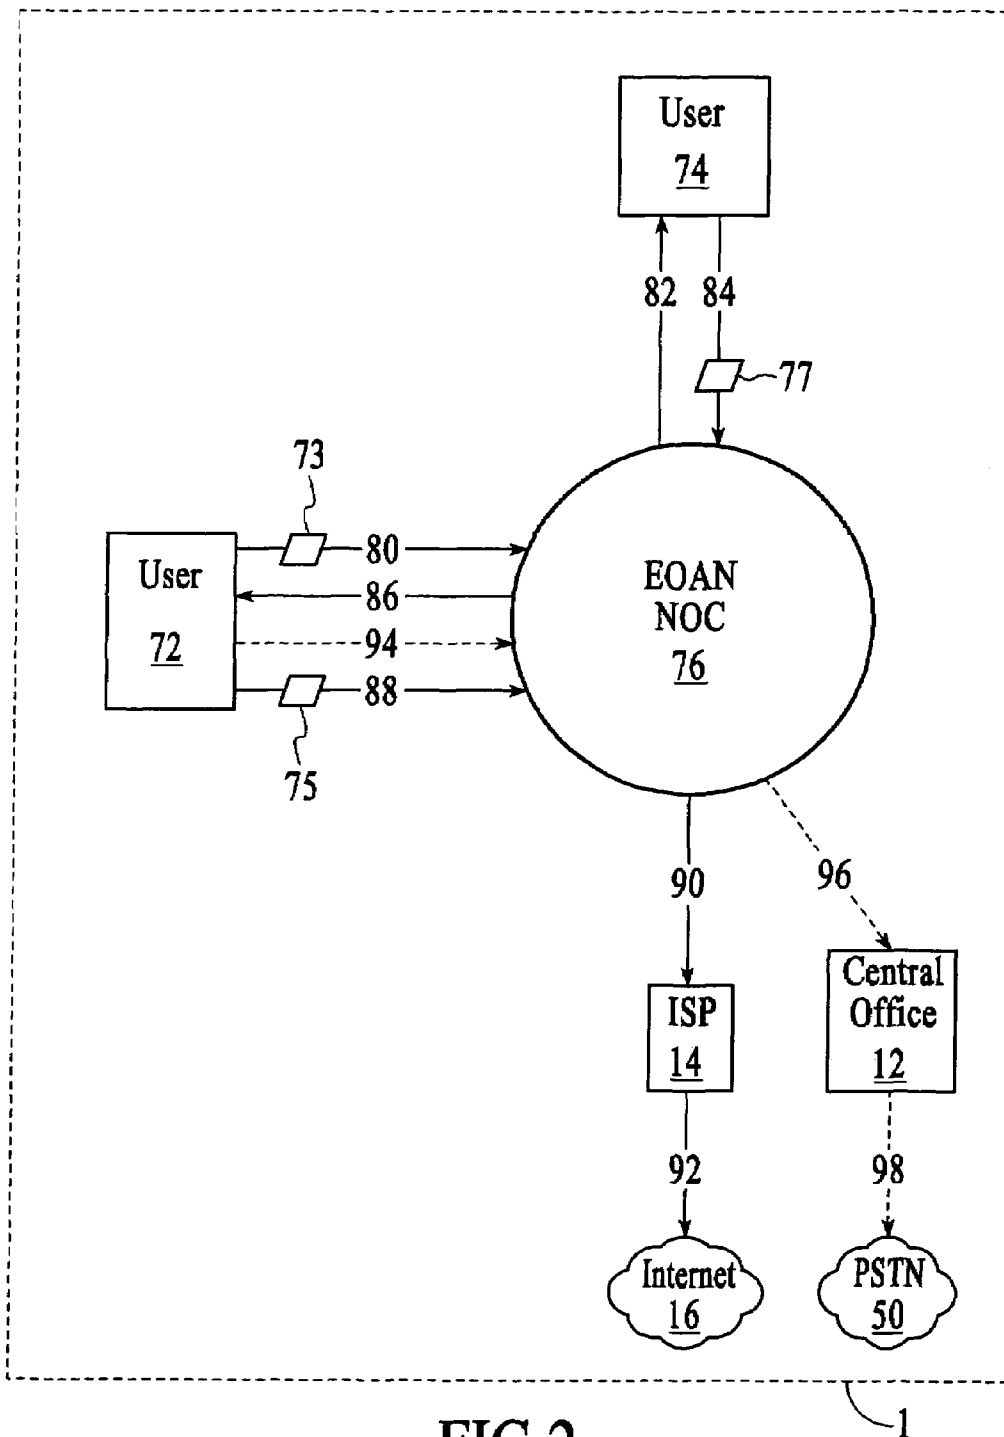 User
74
82 84
77
73
80
User
86
EOAN
NOC
94
72
76
88
75
90
96
ISP
14
Central
Office
12
92
98
Internet
16
PSTN
50
1
FIG.2